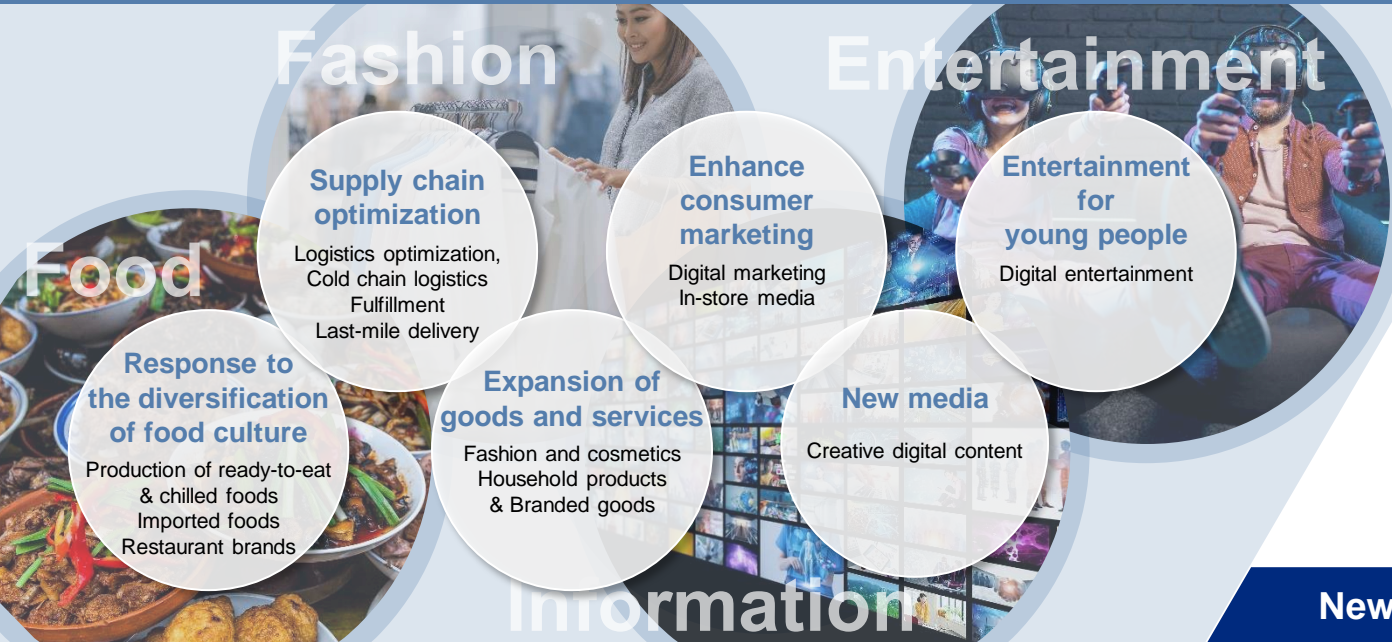 Fashion
Entertainment
Food
Information
Supply chain
optimization
Logistics optimization,
Cold chain logistics
Fulfillment
Last-mile delivery
Enhance
consumer
marketing
Digital marketing
In-store media
Entertainment
for
young people
Digital entertainment
Response to
the diversification
of food culture
Production of ready-to-eat
& chilled foods
Imported foods
Restaurant brands
Expansion of
goods and services
Fashion and cosmetics
Household products
& Branded goods
New media
Creative digital content
New